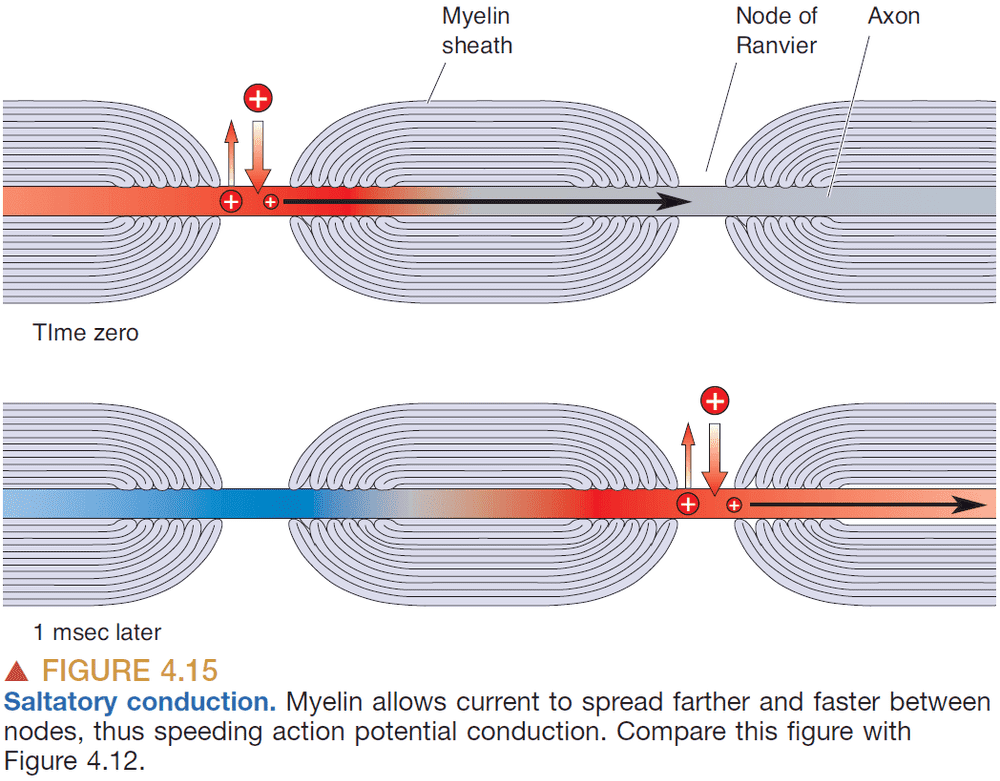 Myelin
sheath
Node of
Ranvier
Axon
+
+
+
TIme zero
+
+
+
1 msec later
▲ FIGURE 4.15
Saltatory conduction. Myelin allows current to spread farther and faster between
nodes, thus speeding action potential conduction. Compare this figure with
Figure 4.12.